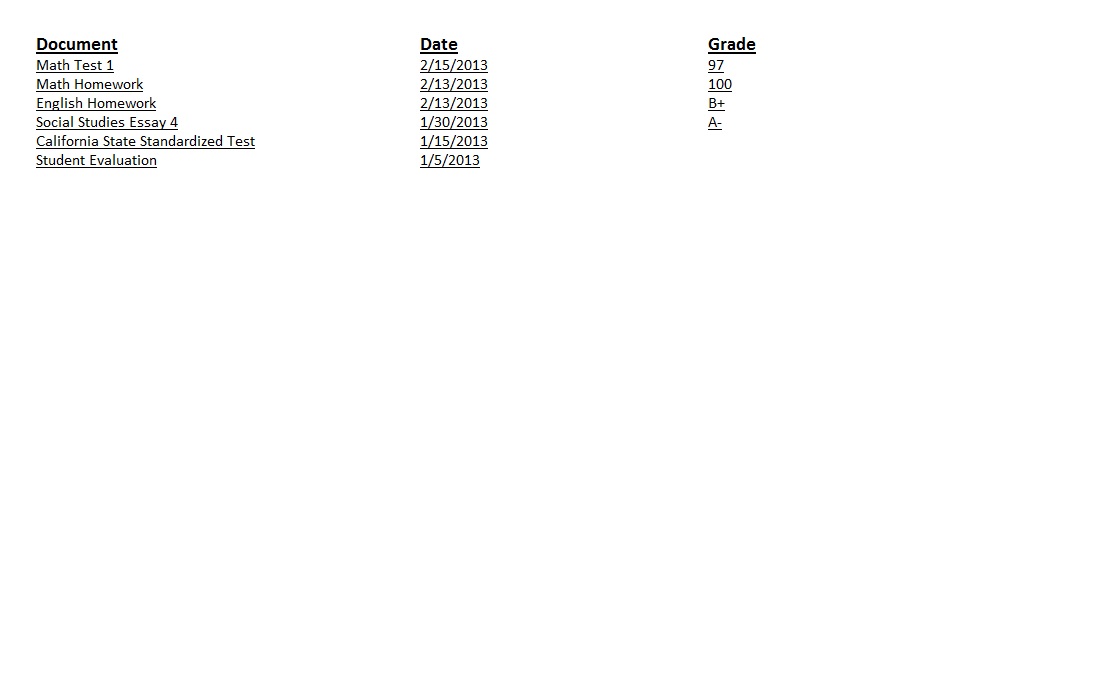 Document Date Grade
Math Test 1 2/15/2013 97
Math Homework 2/13/2013 100
English Homework 2/13/2013 B+
Social Studies Essay 4 1/30/2013 A-
California State Standardized Test 1/15/2013
Student Evaluation 1/5/2013